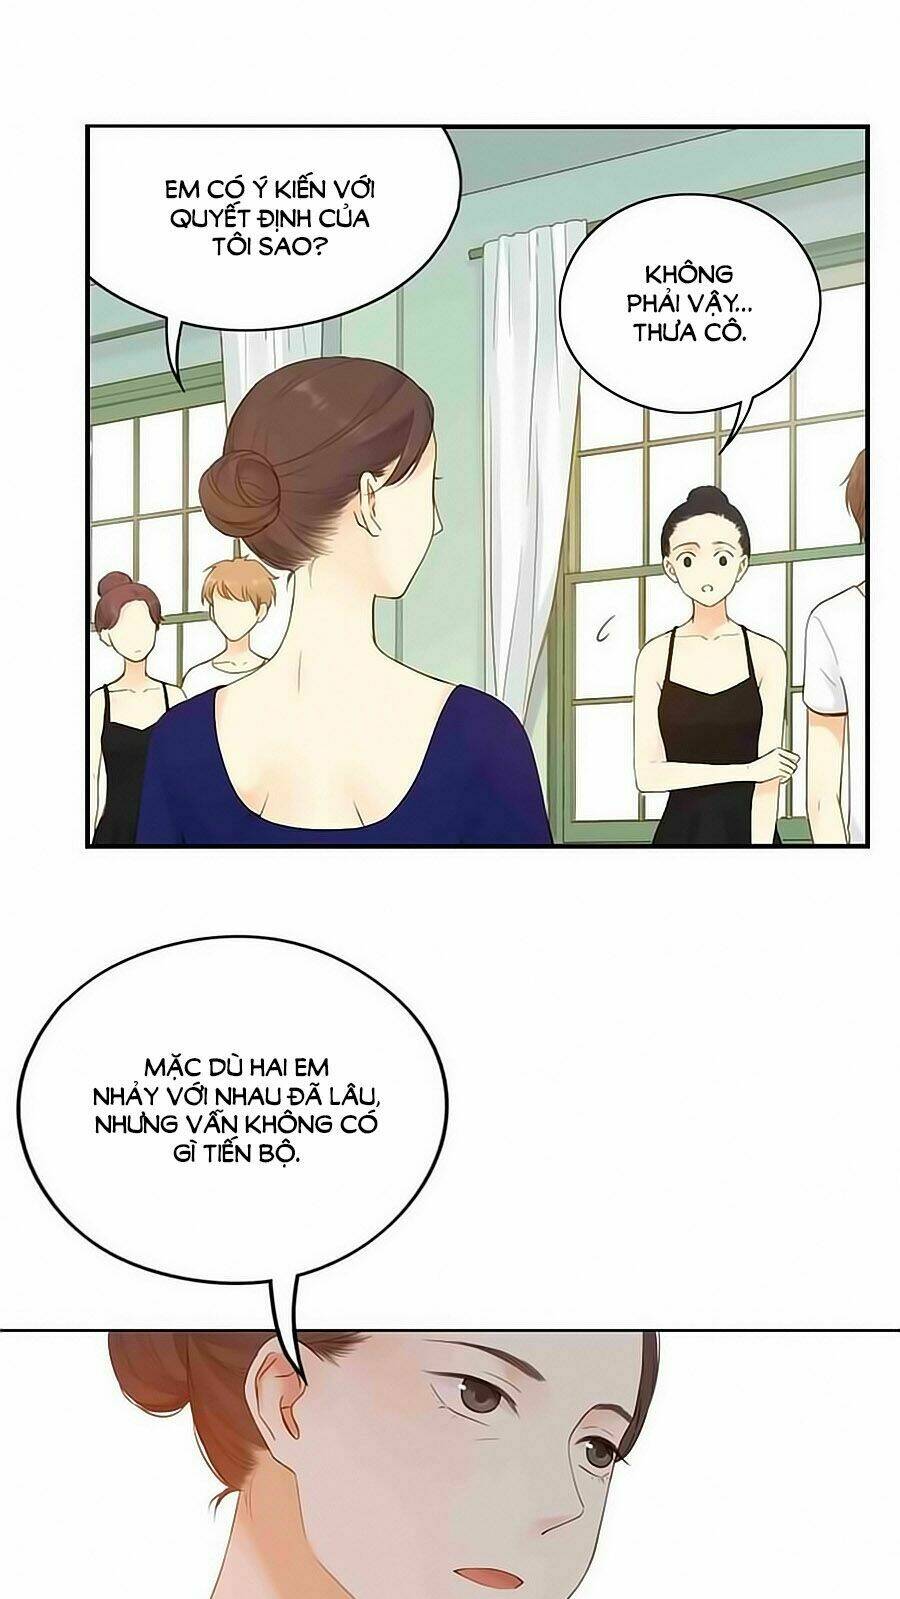 EM CÓ Ý KIẾN VỚI
QUYẾT ĐỊNH CỦA
TÔI SAO?
KHÔNG
PHẢI VẬY...
THƯA CÔ.
MẶC DÙ HAI EM
NHẢY VỚI NHAU ĐÃ LÂU,
NHƯNG VẪN KHÔNG CÓ
GÌ TIẾN BỘ.